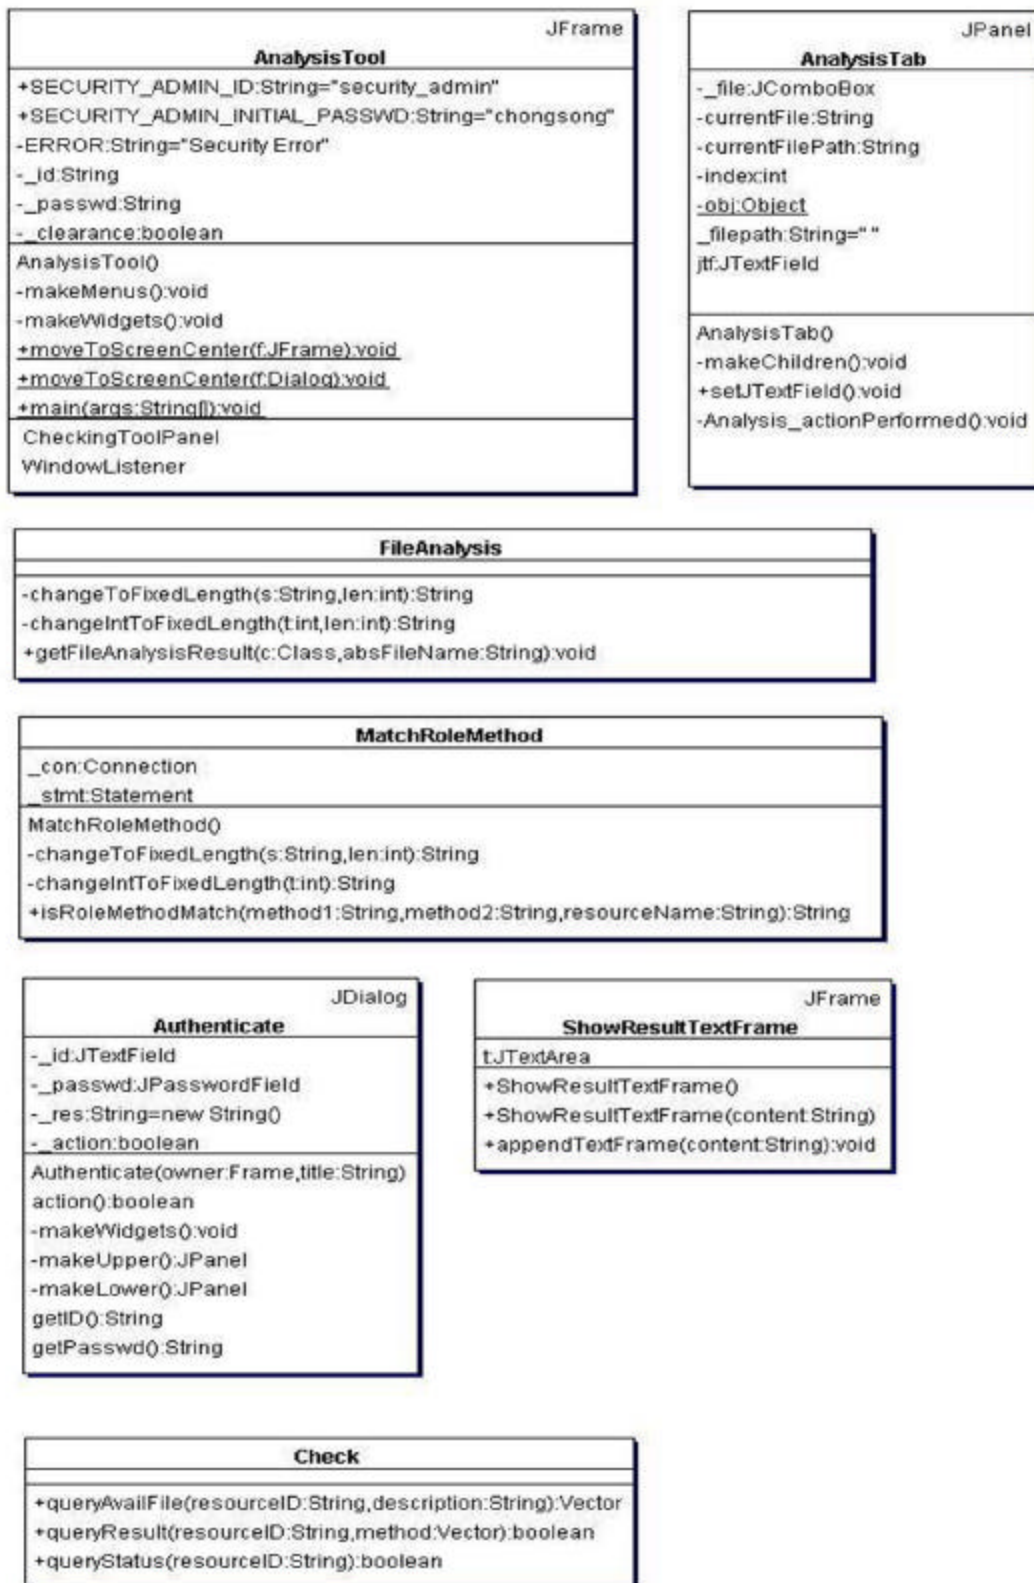 JFrame
AnalysisTool
+SECURITY_ADMIN_ID:String="security_admin"
+SECURITY_ADMIN_INITIAL_PASSWD:String="chongsong"
-ERROR:String="Security Error"
-_id:String
-_passwd:String
-_clearance:boolean
AnalysisTool()
-makeMenus():void
-makeWidgets():void
+moveToScreenCenter(f:JFrame):void
+moveToScreenCenter(f:Dialog):void
+main(args:String[]):void
CheckingToolPanel
WindowListener
JPanel
AnalysisTab
-_file:JComboBox
-currentFile:String
-currentFilePath:String
-index:int
-obj:Object
_filepath:String=" "
jtf:JTextField
AnalysisTab()
-makeChildren():void
+setJTextField():void
-Analysis_actionPerformed():void
FileAnalysis
-changeToFixedLength(s:String,len:int):String
-changeIntToFixedLength(t:int,len:int):String
+getFileAnalysisResult(c:Class,absFileName:String):void
MatchRoleMethod
_con:Connection
_stmt:Statement
MatchRoleMethod()
-changeToFixedLength(s:String,len:int):String
-changeIntToFixedLength(t:int):String
+isRoleMethodMatch(method1:String,method2:String,resourceName:String):String
JDialog
Authenticate
-_id:JTextField
-_passwd:JPasswordField
-_res:String=new String()
-_action:boolean
Authenticate(owner:Frame,title:String)
action():boolean
-makeWidgets():void
-makeUpper():JPanel
-makeLower():JPanel
getID():String
getPasswd():String
JFrame
ShowResultTextFrame
t:JTextArea
+ShowResultTextFrame()
+ShowResultTextFrame(content:String)
+appendTextFrame(content:String):void
Check
+queryAvailFile(resourceID:String,description:String):Vector
+queryResult(resourceID:String,method:Vector):boolean
+queryStatus(resourceID:String):boolean